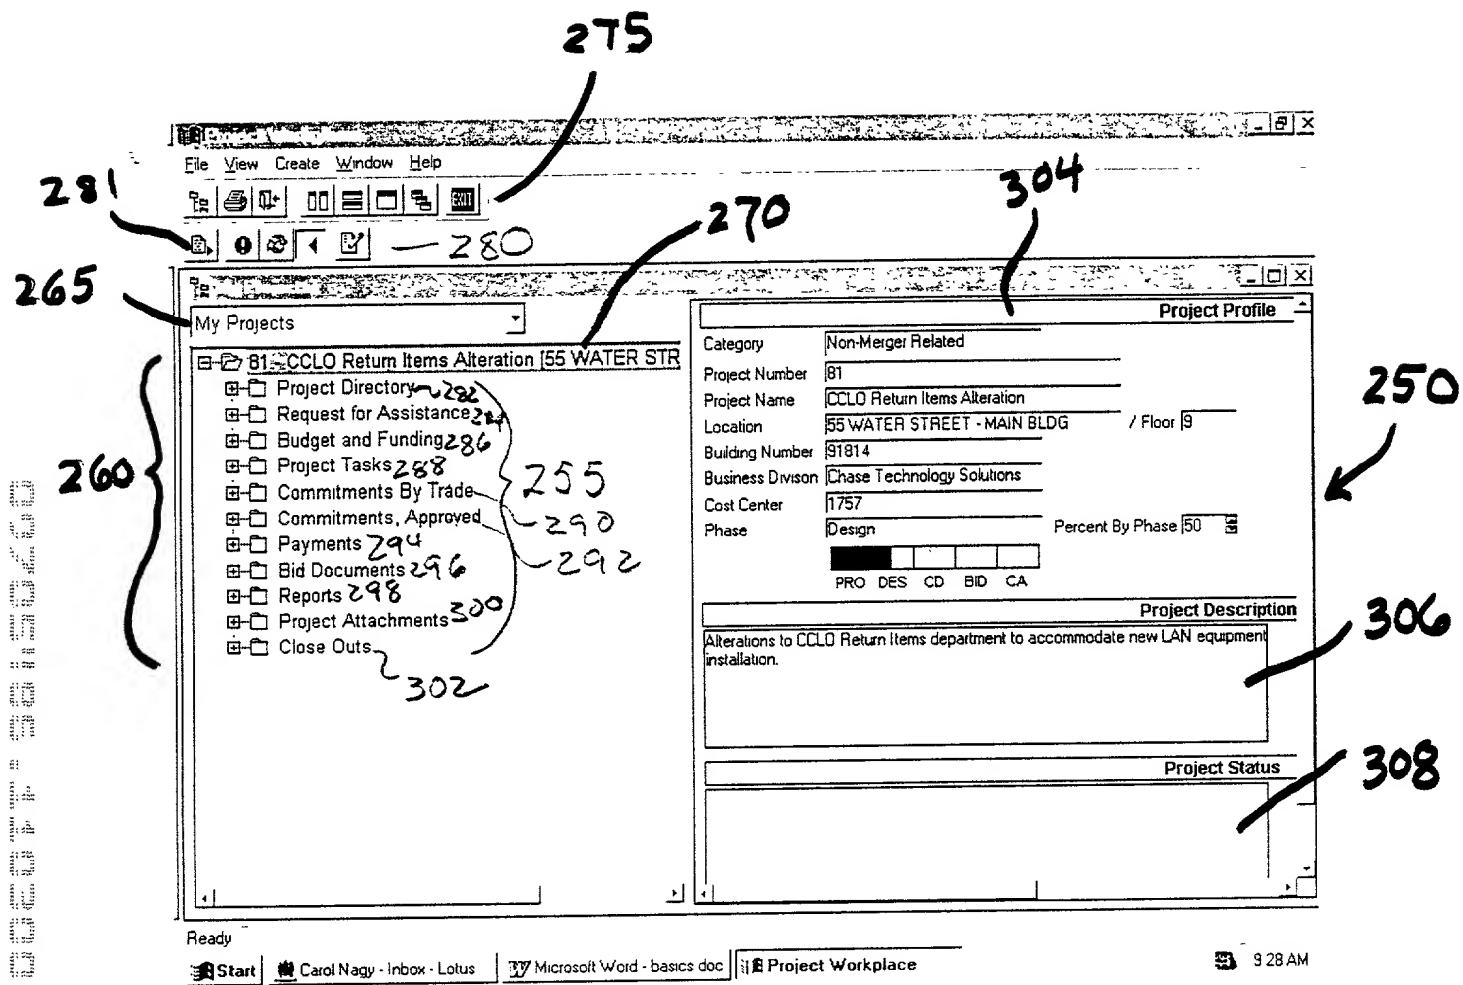 275
File View Create Window Help
EXIT
281
280
270
304
265
My Projects
Project Profile
81 - CCLO Return Items Alteration [55 WATER STR
Project Directory 282
Request for Assistance 284
Budget and Funding 286
Project Tasks 288
Commitments By Trade
Commitments, Approved
Payments 294
Bid Documents 296
Reports 298
Project Attachments 300
Close Outs
302
260
255
290
292
Category Non-Merger Related
Project Number 81
Project Name CCLO Return Items Alteration
Location 55 WATER STREET - MAIN BLDG / Floor 9
Building Number 91814
Business Divison Chase Technology Solutions
Cost Center 1757
Phase Design Percent By Phase 50
PRO DES CD BID CA
250
Project Description
Alterations to CCLO Return Items department to accommodate new LAN equipment
installation.
306
Project Status
308
Ready
Start Carol Nagy - Inbox - Lotus Microsoft Word - basics doc Project Workplace 9 28 AM